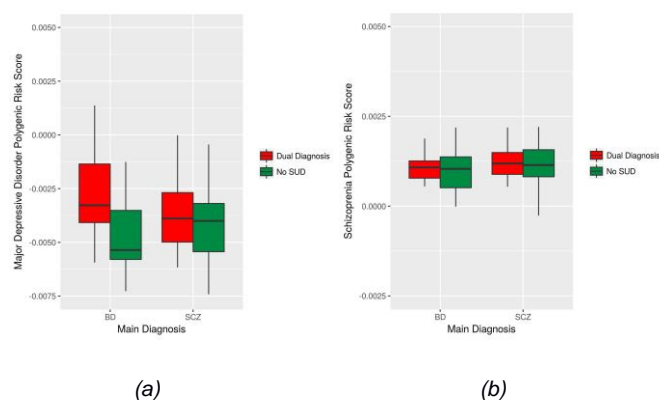 0.0050
0.0025
0.0000
-0.0025
-0.0050
-0.0075
Major Depressive Disorder Polygenic Risk Score
BD
SCZ
Main Diagnosis
Dual Diagnosis
No SUD
(a)
0.0050
0.0025
0.0000
-0.0025
Schizoprenia Polygenic Risk Score
BD
SCZ
Main Diagnosis
Dual Diagnosis
No SUD
(b)